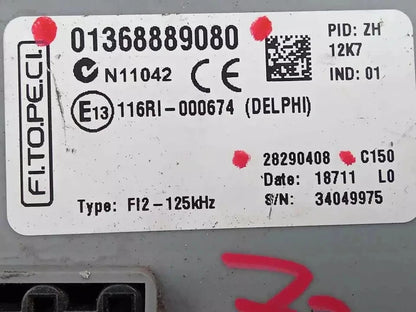 FI.TO.PE.CI.
01368889080
PID: ZH
12K7
IND: 01
N11042 CE
E13 116RI-000674 (DELPHI)
28290408 C150
Date: 18711 L0
Type: FI2-125kHz
S/N: 34049975